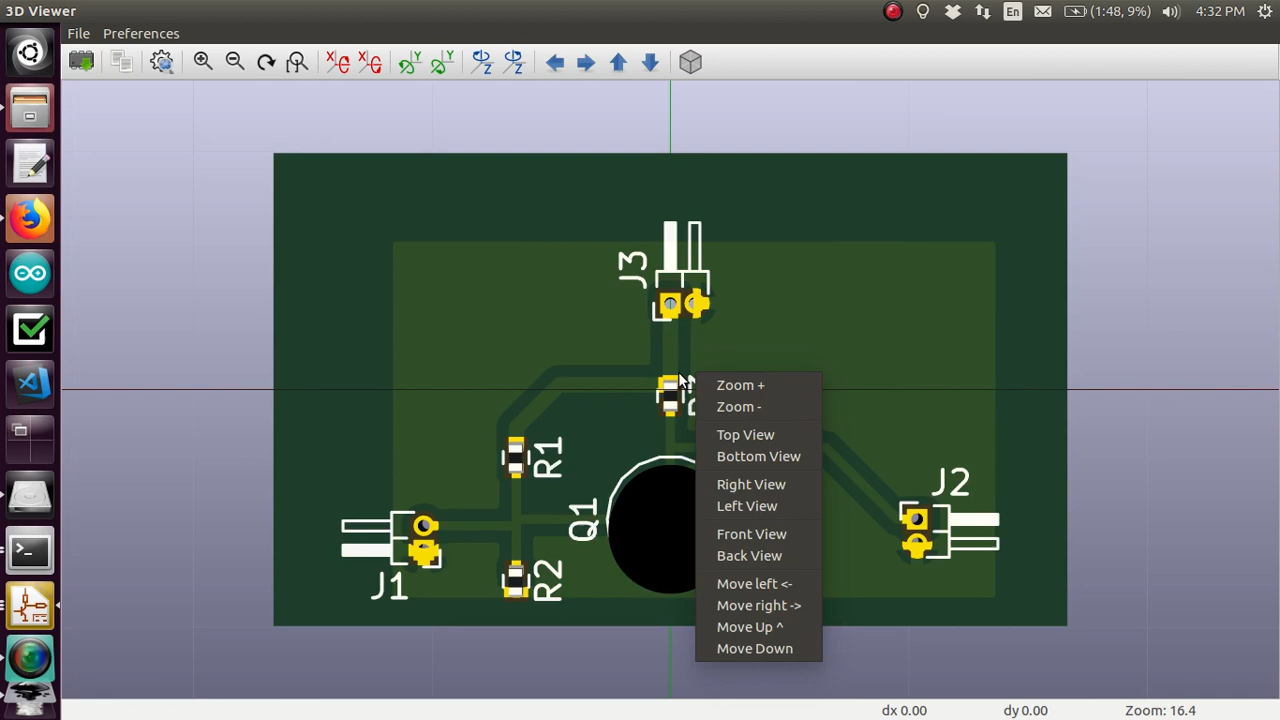 3D Viewer
En
(1:48, 9%)
4:32 PM
File
Preferences
J3
Zoom +
Zoom -
Top View
Bottom View
Right View
Left View
Front View
Back View
Move left <-
Move right ->
Move Up ^
Move Down
R1
J2
Q1
J1
R2
dx 0.00
dy 0.00
Zoom: 16.4